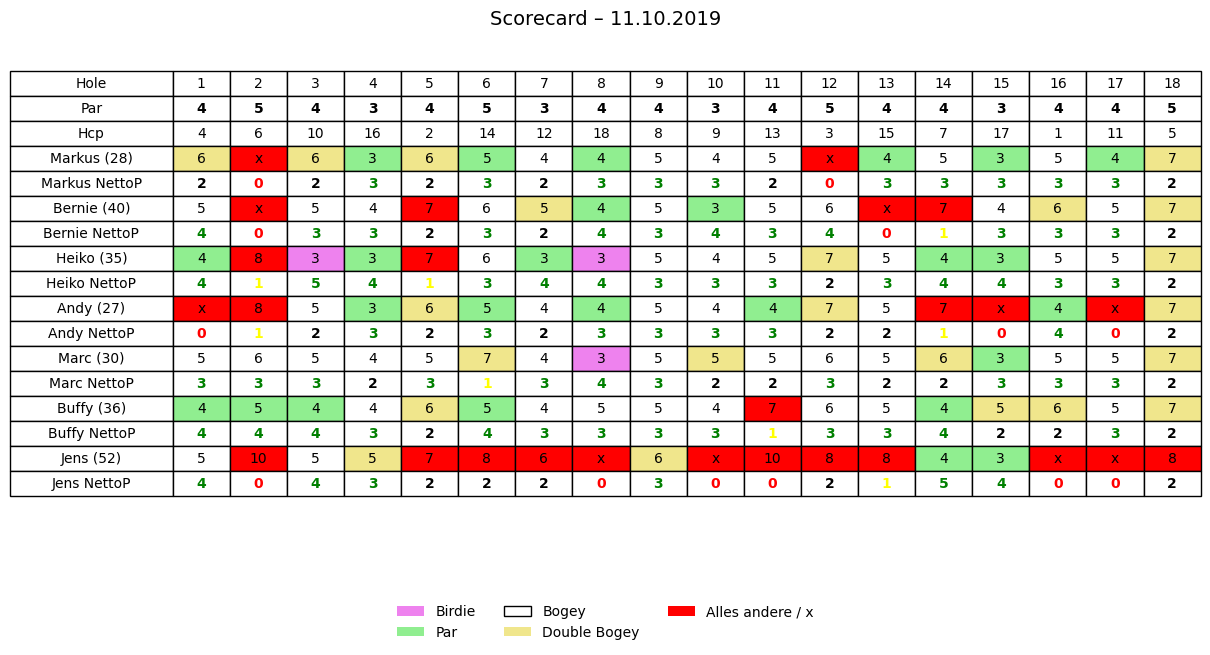 Scorecard – 11.10.2019
Hole 1 2 3 4 5 6 7 8 9 10 11 12 13 14 15 16 17 18
Par 4 5 4 3 4 5 3 4 4 3 4 5 4 4 3 4 4 5
Hcp 4 6 10 16 2 14 12 18 8 9 13 3 15 7 17 1 11 5
Markus (28) 6 x 6 3 6 5 4 4 5 4 5 x 4 5 3 5 4 7
Markus NettoP 2 0 2 3 2 3 2 3 3 3 2 0 3 3 3 3 3 2
Bernie (40) 5 x 5 4 7 6 5 4 5 3 5 6 x 7 4 6 5 7
Bernie NettoP 4 0 3 3 2 3 2 4 3 4 3 4 0 1 3 3 3 2
Heiko (35) 4 8 3 3 7 6 3 3 5 4 5 7 5 4 3 5 5 7
Heiko NettoP 4 1 5 4 1 3 4 4 3 3 3 2 3 4 4 3 3 2
Andy (27) x 8 5 3 6 5 4 4 5 4 4 7 5 7 x 4 x 7
Andy NettoP 0 1 2 3 2 3 2 3 3 3 3 2 2 1 0 4 0 2
Marc (30) 5 6 5 4 5 7 4 3 5 5 5 6 5 6 3 5 5 7
Marc NettoP 3 3 3 2 3 1 3 4 3 2 2 3 2 2 3 3 3 2
Buffy (36) 4 5 4 4 6 5 4 5 5 4 7 6 5 4 5 6 5 7
Buffy NettoP 4 4 4 3 2 4 3 3 3 3 1 3 3 4 2 2 3 2
Jens (52) 5 10 5 5 7 8 6 x 6 x 10 8 8 4 3 x x 8
Jens NettoP 4 0 4 3 2 2 2 0 3 0 0 2 1 5 4 0 0 2
Birdie Bogey Alles andere / x
Par Double Bogey